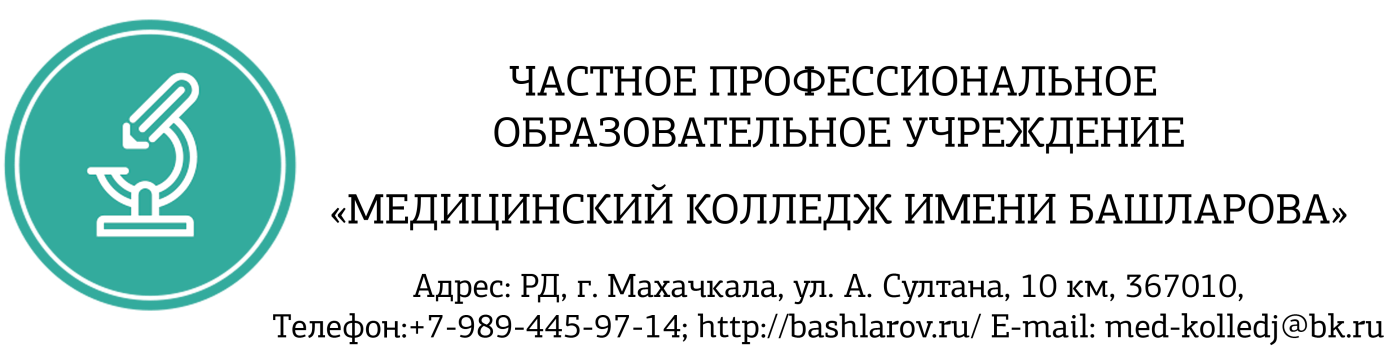 ЧАСТНОЕ ПРОФЕССИОНАЛЬНОЕ
ОБРАЗОВАТЕЛЬНОЕ УЧРЕЖДЕНИЕ
«МЕДИЦИНСКИЙ КОЛЛЕДЖ ИМЕНИ БАШЛАРОВА»
Адрес: РД, г. Махачкала, ул. А. Султана, 10 км, 367010,
Телефон:+7-989-445-97-14; http://bashlarov.ru/ E-mail: med-kolledj@bk.ru